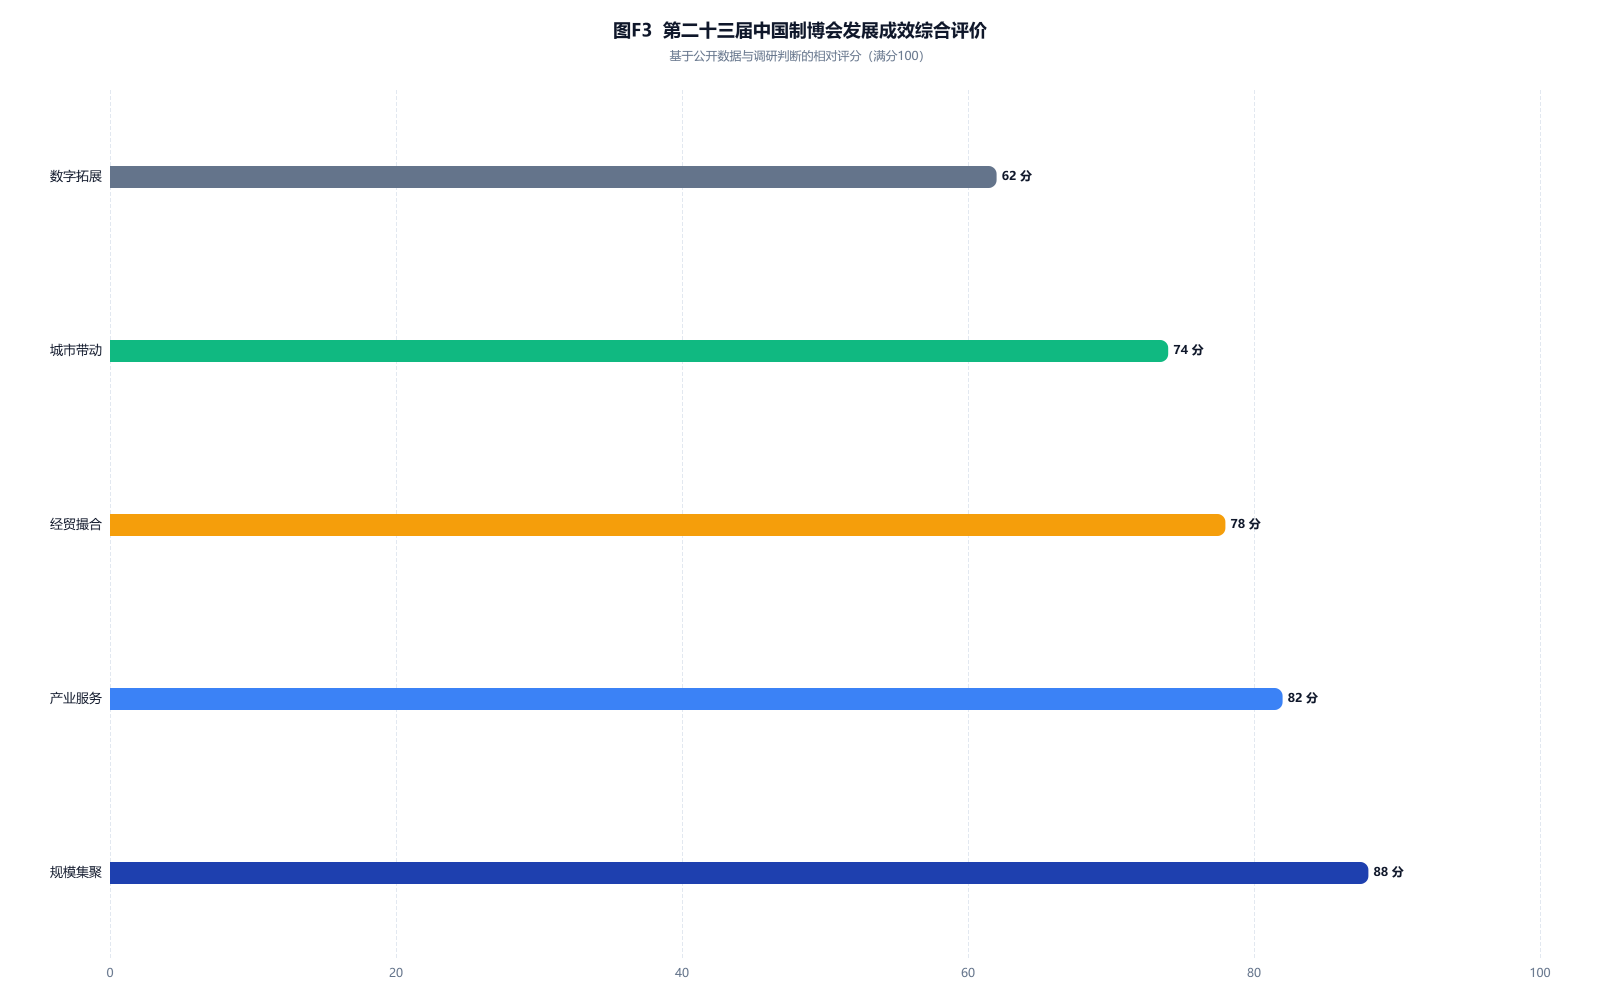 图F3 第二十三届中国制博会发展成效综合评价
基于公开数据与调研判断的相对评分（满分100）
数字拓展 62 分
城市带动 74 分
经贸撮合 78 分
产业服务 82 分
规模集聚 88 分
0 20 40 60 80 100